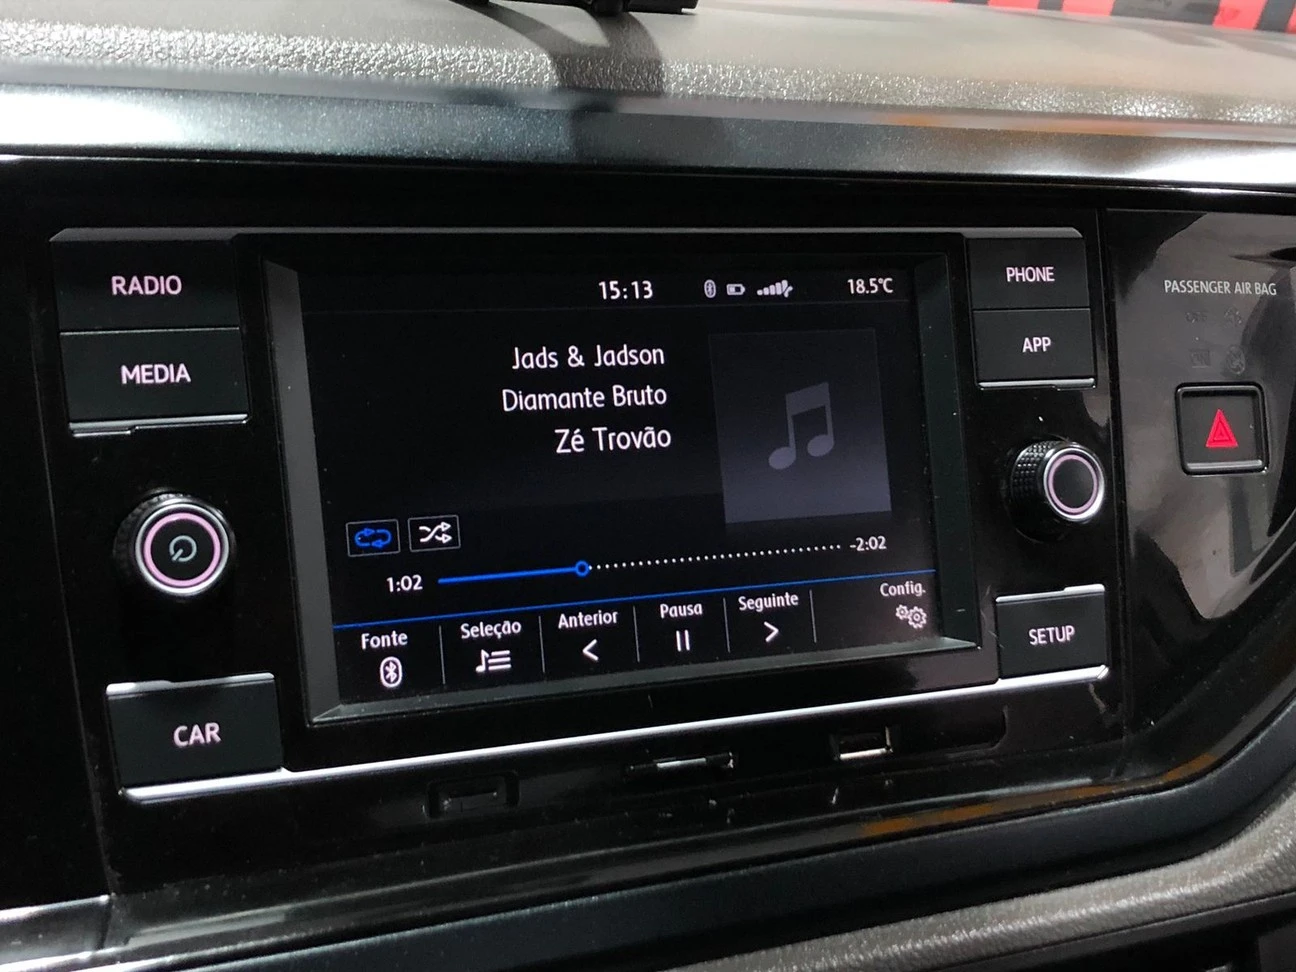 RADIO
MEDIA
CAR
15:13
18.5°C
Jads & Jadson
Diamante Bruto
Zé Trovão
1:02
-2:02
Fonte
Seleção
Anterior
Pausa
Seguinte
Config.
PHONE
APP
SETUP
PASSENGER AIR BAG